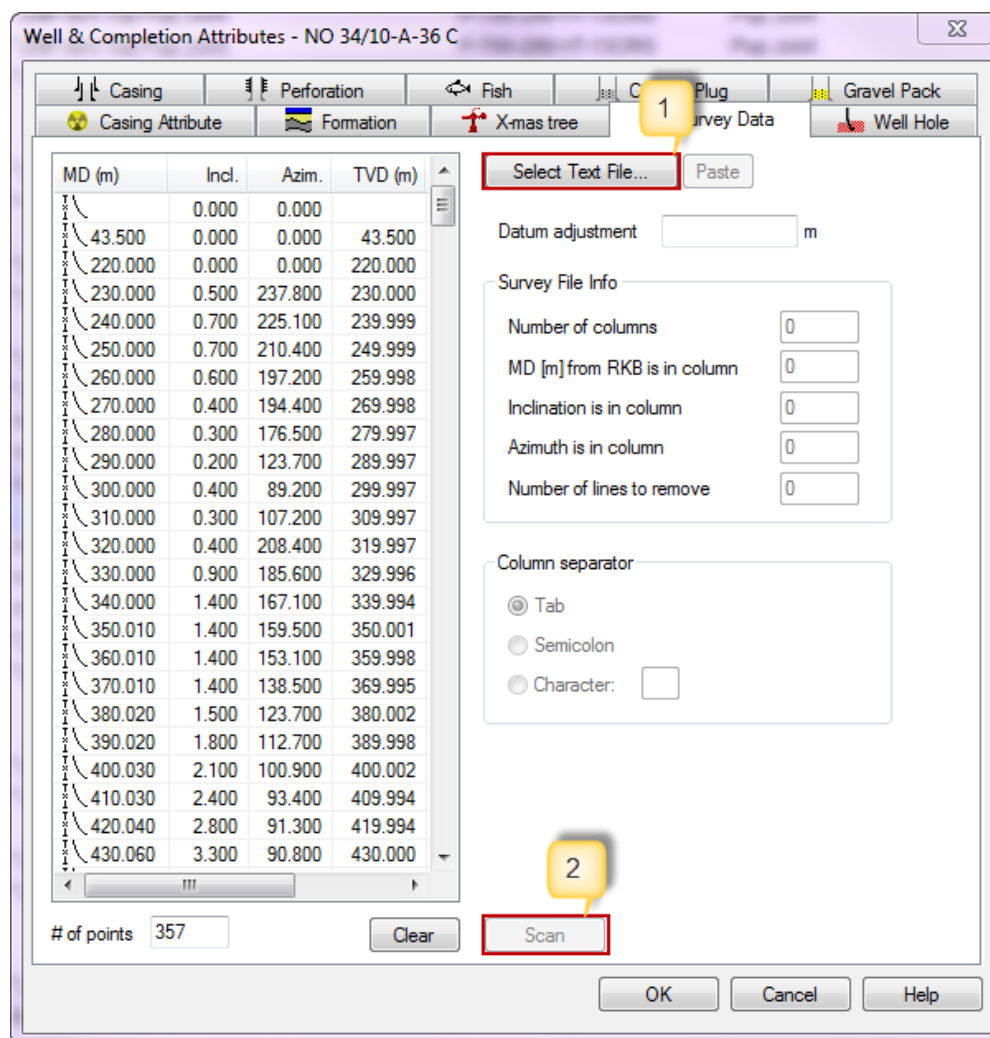 Well & Completion Attributes - NO 34/10-A-36 C
Casing Perforation Fish Plug Gravel Pack
Casing Attribute Formation X-mas tree 1 Data Well Hole
MD (m) Incl. Azim. TVD (m) Select Text File... Paste
0.000 0.000
43.500 0.000 0.000 43.500 Datum adjustment m
220.000 0.000 0.000 220.000
230.000 0.500 237.800 230.000 Survey File Info
240.000 0.700 225.100 239.999 Number of columns 0
250.000 0.700 210.400 249.999 MD [m] from RKB is in column 0
260.000 0.600 197.200 259.998
270.000 0.400 194.400 269.998 Inclination is in column 0
280.000 0.300 176.500 279.997 Azimuth is in column 0
290.000 0.200 123.700 289.997
300.000 0.400 89.200 299.997 Number of lines to remove 0
310.000 0.300 107.200 309.997
320.000 0.400 208.400 319.997
330.000 0.900 185.600 329.996 Column separator
340.000 1.400 167.100 339.994 Tab
350.010 1.400 159.500 350.001
360.010 1.400 153.100 359.998 Semicolon
370.010 1.400 138.500 369.995 Character:
380.020 1.500 123.700 380.002
390.020 1.800 112.700 389.998
400.030 2.100 100.900 400.002
410.030 2.400 93.400 409.994
420.040 2.800 91.300 419.994
430.060 3.300 90.800 430.000 2
# of points 357 Clear Scan
OK Cancel Help